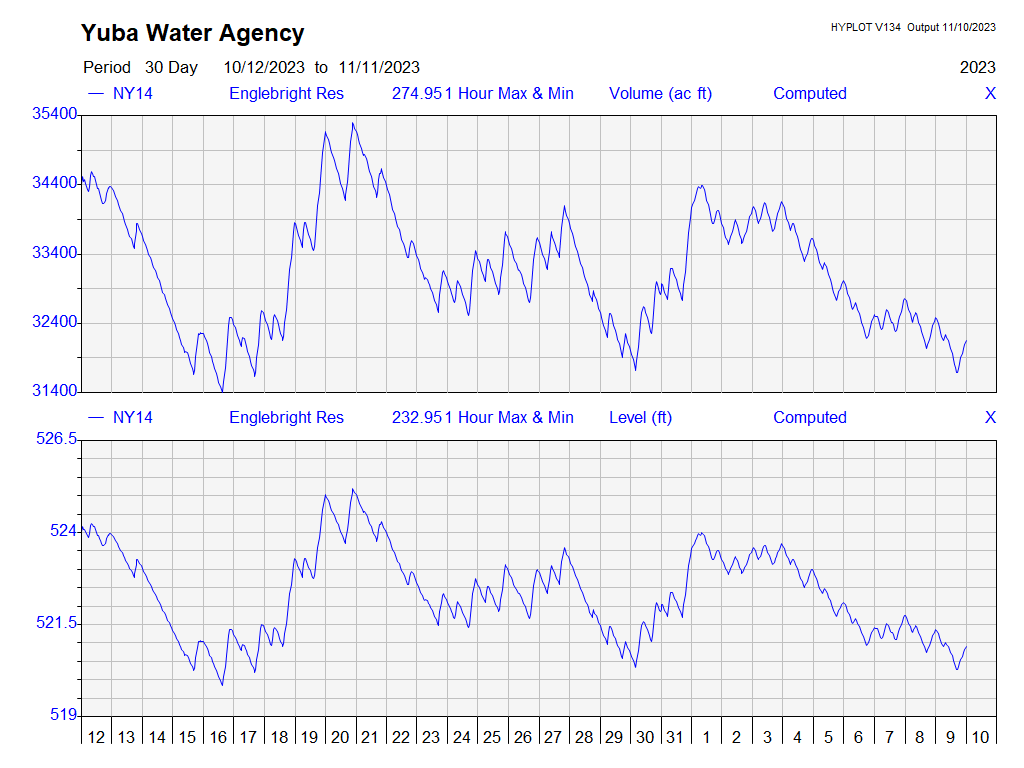 Yuba Water Agency
HYPLOT V134 Output 11/10/2023
Period 30 Day 10/12/2023 to 11/11/2023
2023
NY14 Englebright Res 274.951 Hour Max & Min Volume (ac ft) Computed X
35400
34400
33400
32400
31400
NY14 Englebright Res 232.951 Hour Max & Min Level (ft) Computed X
526.5
524
521.5
519
12 13 14 15 16 17 18 19 20 21 22 23 24 25 26 27 28 29 30 31 1 2 3 4 5 6 7 8 9 10